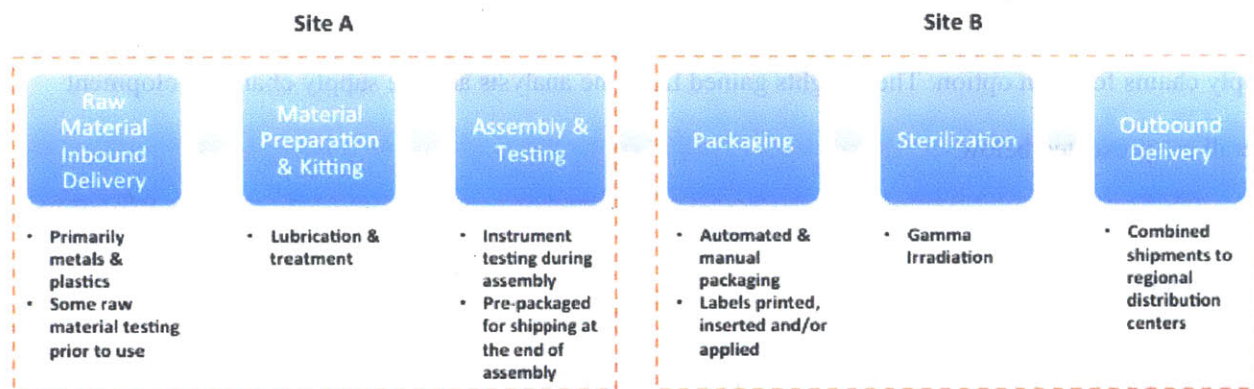 Site A
Site B
Raw
Material
Inbound
Delivery
Material
Preparation
& Kitting
Assembly &
Testing
Packaging
Sterilization
Outbound
Delivery
• Primarily
metals &
plastics
• Some raw
material testing
prior to use
• Lubrication &
treatment
• Instrument
testing during
assembly
• Pre-packaged
for shipping at
the end of
assembly
• Automated &
manual
packaging
• Labels printed,
inserted and/or
applied
• Gamma
Irradiation
• Combined
shipments to
regional
distribution
centers